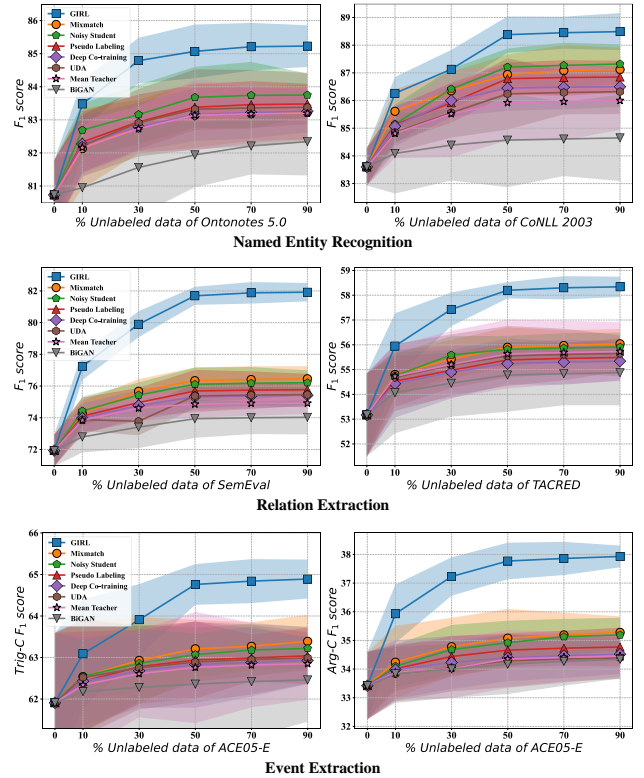 86
85
84
83
82
81
F1 score
GIRL
Mixmatch
Noisy Student
Pseudo Labeling
Deep Co-training
UDA
Mean Teacher
BiGAN
0 10 30 50 70 90
% Unlabeled data of Ontonotes 5.0
89
88
87
86
85
84
83
F1 score
0 10 30 50 70 90
% Unlabeled data of CoNLL 2003
Named Entity Recognition
82
80
78
76
74
72
F1 score
GIRL
Mixmatch
Noisy Student
Pseudo Labeling
Deep Co-training
UDA
Mean Teacher
BiGAN
0 10 30 50 70 90
% Unlabeled data of SemEval
59
58
57
56
55
54
53
52
F1 score
0 10 30 50 70 90
% Unlabeled data of TACRED
Relation Extraction
66
65
64
63
62
Trig-C F1 score
GIRL
Mixmatch
Noisy Student
Pseudo Labeling
Deep Co-training
UDA
Mean Teacher
BiGAN
0 10 30 50 70 90
% Unlabeled data of ACE05-E
38
37
36
35
34
33
32
Arg-C F1 score
0 10 30 50 70 90
% Unlabeled data of ACE05-E
Event Extraction